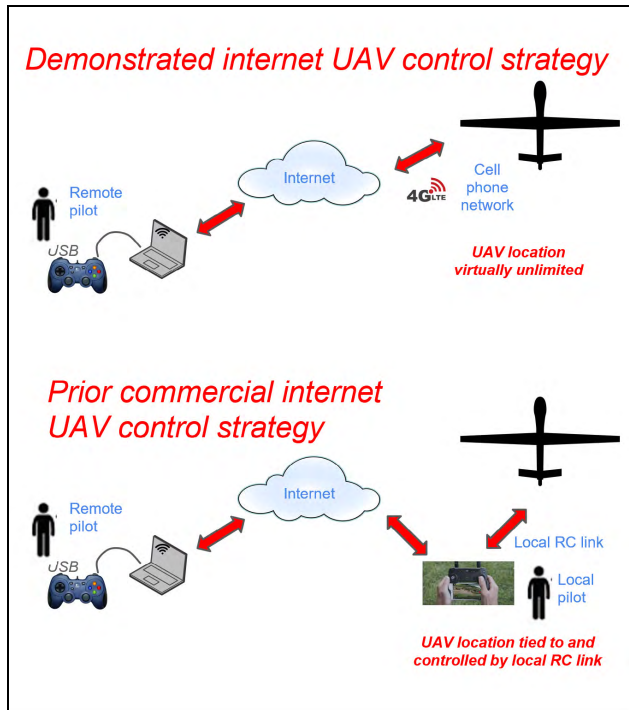 Demonstrated internet UAV control strategy
Remote
pilot
USB
Internet
4G LTE
Cell
phone
network
UAV location
virtually unlimited
Prior commercial internet
UAV control strategy
Remote
pilot
USB
Internet
Local RC link
Local
pilot
UAV location tied to and
controlled by local RC link